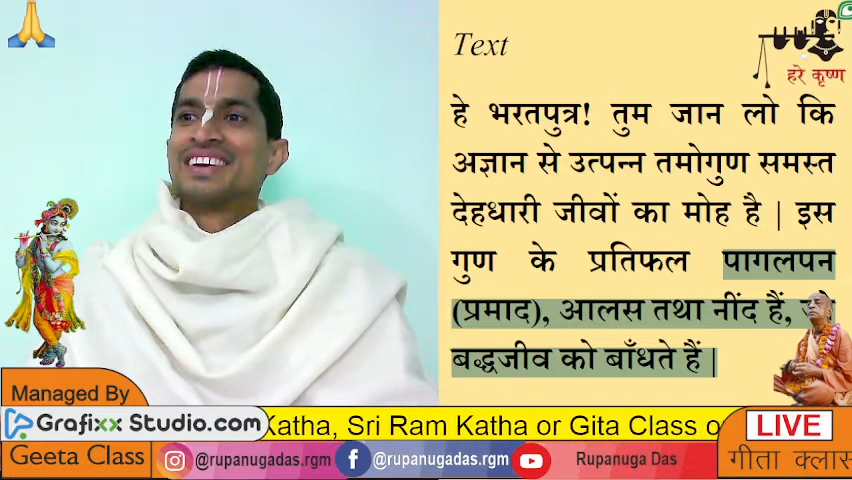 Text
हरे कृष्ण
हे भरतपुत्र! तुम जान लो कि
अज्ञान से उत्पन्न तमोगुण समस्त
देहधारी जीवों का मोह है | इस
गुण के प्रतिफल पागलपन
(प्रमाद), आलस तथा नींद हैं,
बद्धजीव को बाँधते हैं |
Managed By
Grafixx Studio.com
Katha, Sri Ram Katha or Gita Class o
LIVE
Geeta Class
@rupanugadas.rgm
@rupanugadas.rgm
Rupanuga Das
गीता क्लास